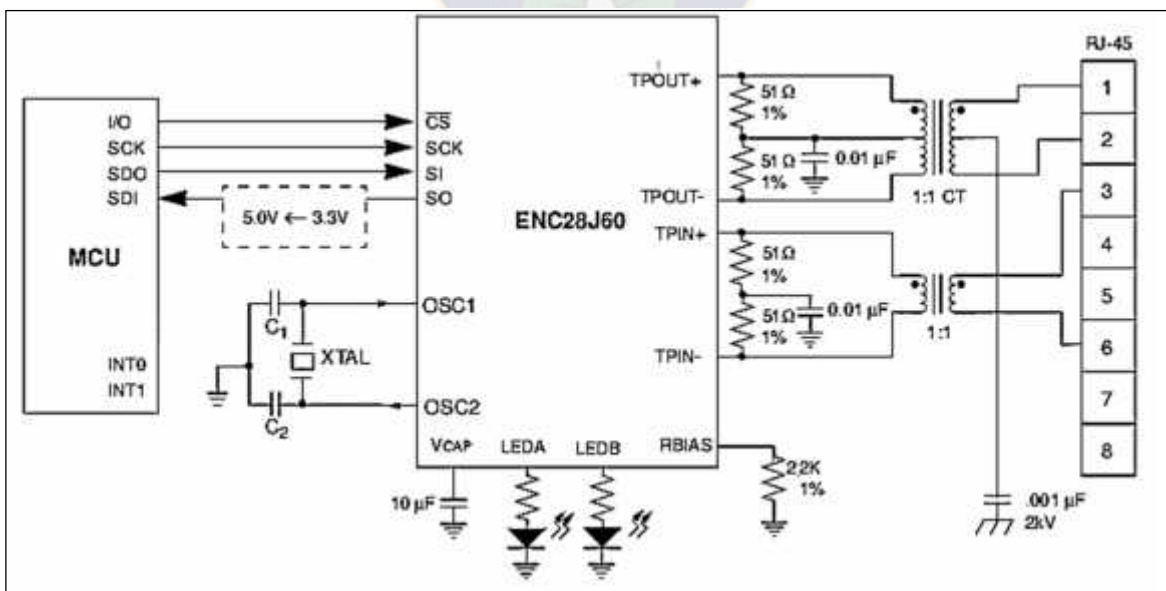 RJ-45
TPOUT+
51 Ω
1%
1
I/O
CS
SCK
SCK
SDO
SI
SDI
SO
5.0V ← 3.3V
0.01 µF
2
51 Ω
1%
TPOUT-
1:1 CT
3
MCU
ENC28J60
TPIN+
51 Ω
1%
4
OSC1
C1
0.01 µF
5
51 Ω
1%
1:1
XTAL
TPIN-
6
INT0
INT1
OSC2
C2
7
VCAP
LEDA
LEDB
RBIAS
8
10 µF
2.2K
1%
.001 µF
2kV